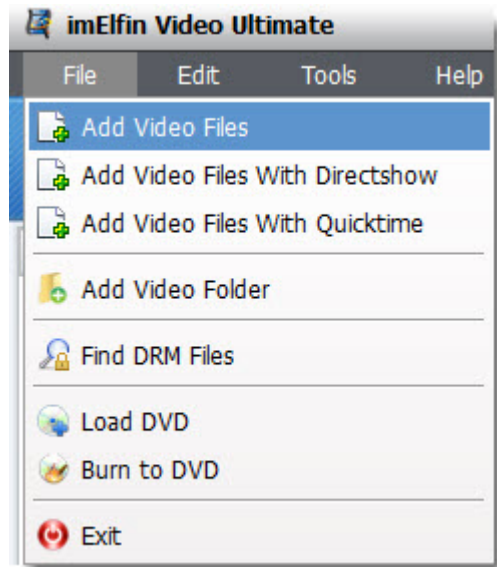 imElfin Video Ultimate
File Edit Tools Help
Add Video Files
Add Video Files With Directshow
Add Video Files With Quicktime
Add Video Folder
Find DRM Files
Load DVD
Burn to DVD
Exit